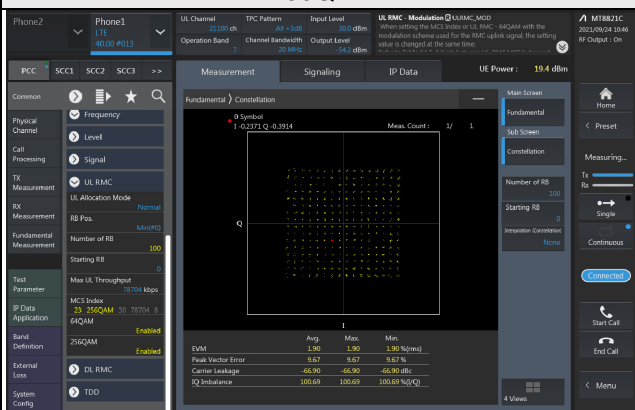 Phone2
Phone1
LTE
40.00 #013
UL Channel
21100 ch
Operation Band
7
TPC Pattern
All +3dB
Channel Bandwidth
20 MHz
Input Level
30.0 dBm
Output Level
-54.2 dBm
UL RMC - Modulation ULRMC_MOD
When setting the MCS Index or UL RMC - 64QAM with the
modulation scheme used for the RMC uplink signal, the setting
value is changed at the same time.
MT8821C
2021/09/24 10:46
RF Output : On
PCC
SCC1
SCC2
SCC3
>>
Measurement
Signaling
IP Data
UE Power : 19.4 dBm
Common
Physical
Channel
Call
Processing
TX
Measurement
RX
Measurement
Fundamental
Measurement
Test
Parameter
IP Data
Application
Band
Definition
External
Loss
System
Config
Frequency
Level
Signal
UL RMC
UL Allocation Mode
Normal
RB Pos.
Min(#0)
Number of RB
100
Starting RB
0
Max UL Throughput
78704 kbps
MCS Index
23 256QAM 30 78704 8
64QAM
Enabled
256QAM
Enabled
DL RMC
TDD
Fundamental ❭ Constellation
0 Symbol
I -0.2371 Q -0.3914
Meas. Count : 1/ 1
Q
I
Avg. Max. Min.
EVM 1.90 1.90 1.90 %(rms)
Peak Vector Error 9.67 9.67 9.67 %
Carrier Leakage -66.90 -66.90 -66.90 dBc
IQ Imbalance 100.69 100.69 100.69 %(I/Q)
Main Screen
Fundamental
Sub Screen
Constellation
Number of RB
100
Starting RB
0
Interpolation (Constellation)
None
4 Views
Home
< Preset
Measuring...
Tx
Rx
Single
Continuous
Connected
Start Call
End Call
< Menu